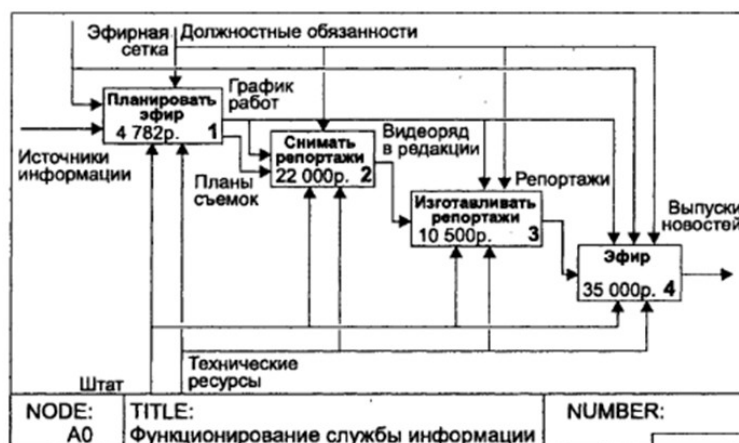 Эфирная
сетка
Должностные обязанности
Планировать
эфир
4 782р. 1
График
работ
Источники
информации
Снимать
репортажи
22 000р. 2
Планы
съемок
Видеоряд
в редакции
Изготавливать
репортажи
10 500р. 3
Репортажи
Эфир
35 000р. 4
Выпуски
новостей
Штат
Технические
ресурсы
NODE:
A0
TITLE:
Функционирование службы информации
NUMBER: